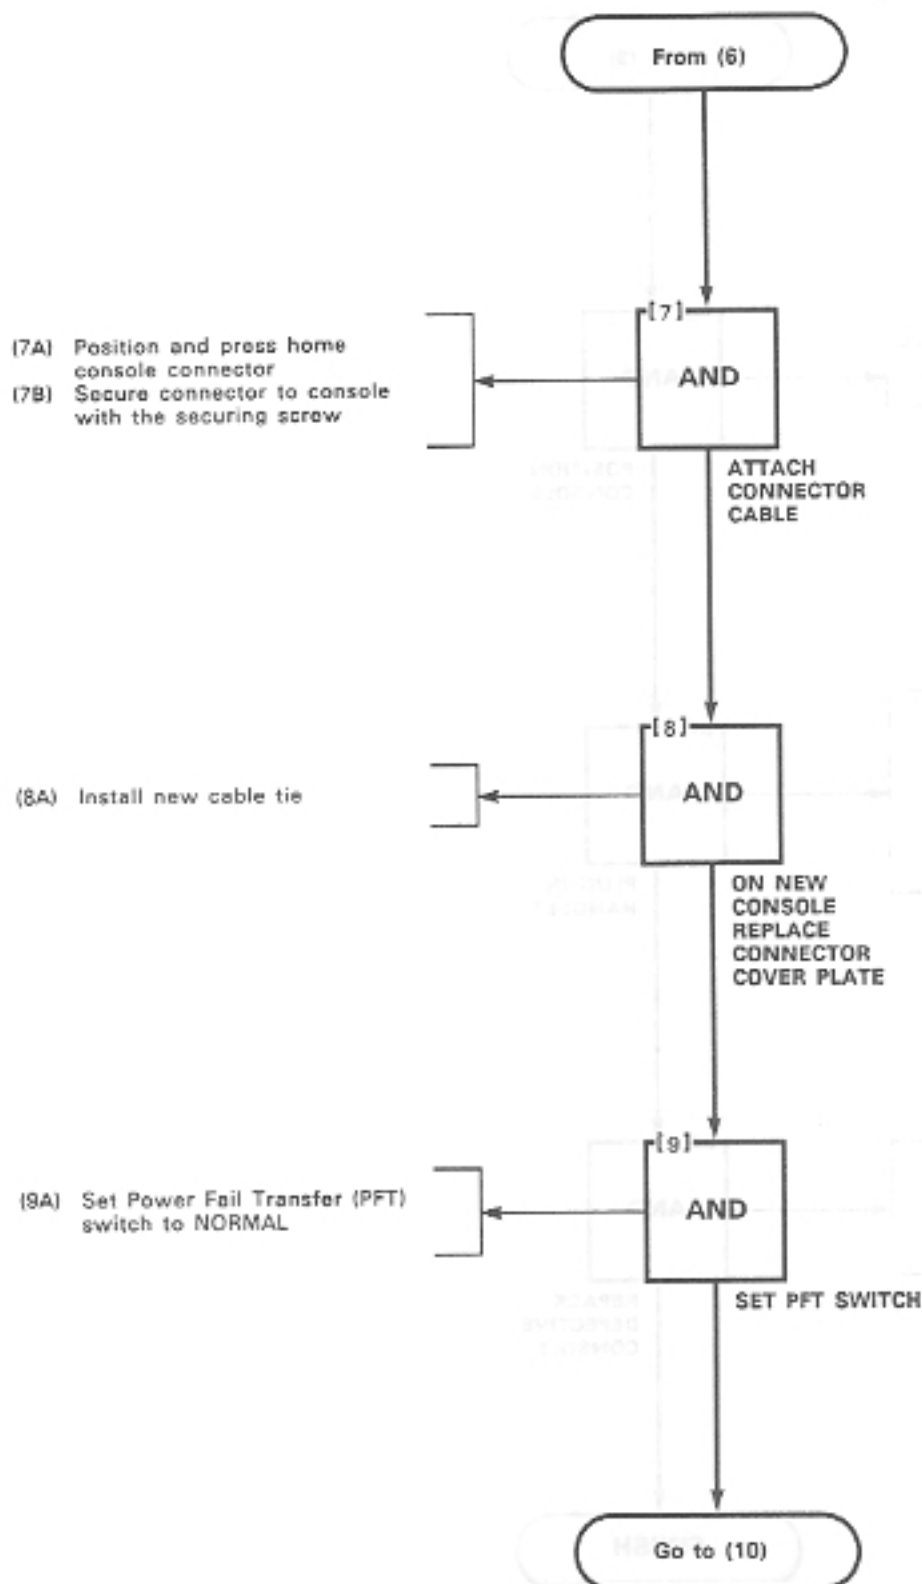 From (6)
[7]
AND
(7A) Position and press home
console connector
(7B) Secure connector to console
with the securing screw
ATTACH
CONNECTOR
CABLE
[8]
AND
(8A) Install new cable tie
ON NEW
CONSOLE
REPLACE
CONNECTOR
COVER PLATE
[9]
AND
(9A) Set Power Fail Transfer (PFT)
switch to NORMAL
SET PFT SWITCH
Go to (10)